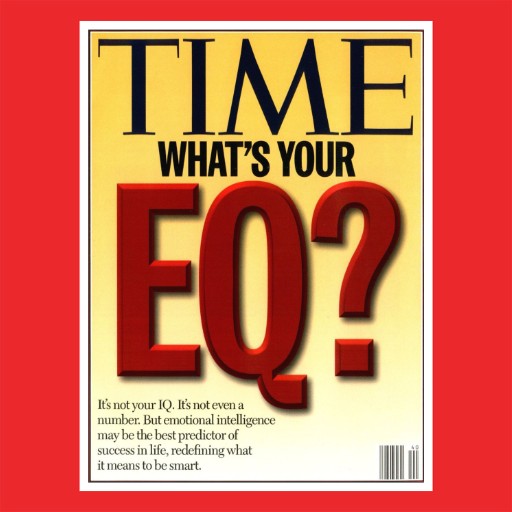 TIME
WHAT'S YOUR
EQ?
It's not your IQ. It's not even a
number. But emotional intelligence
may be the best predictor of
success in life, redefining what
it means to be smart.
40